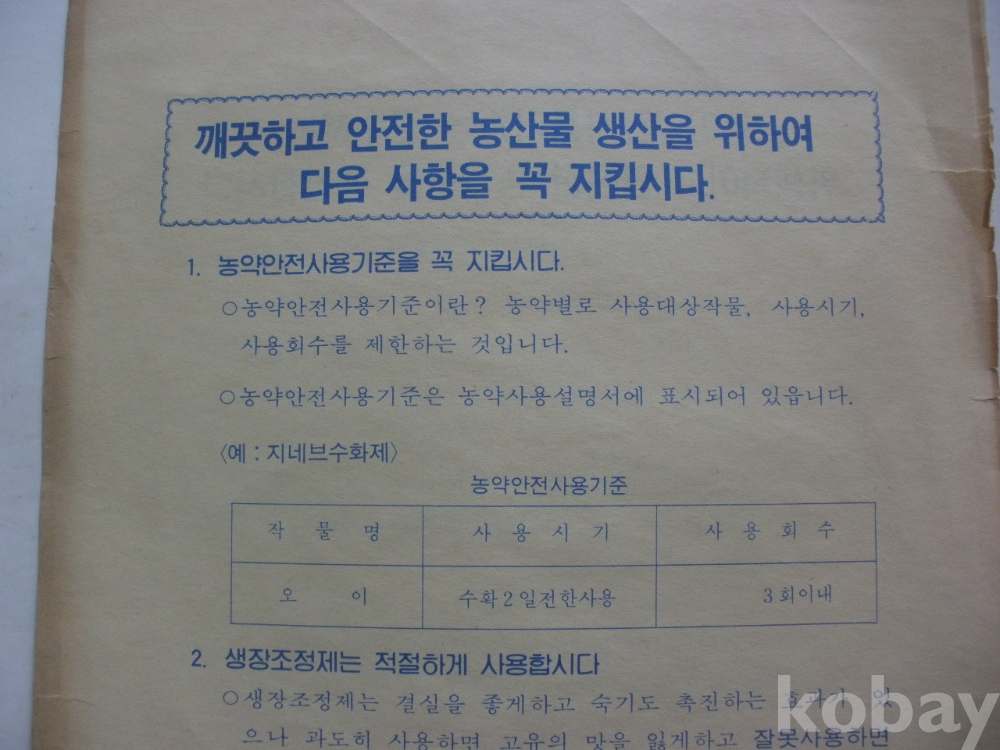 깨끗하고 안전한 농산물 생산을 위하여
다음 사항을 꼭 지킵시다.
1. 농약안전사용기준을 꼭 지킵시다.
○농약안전사용기준이란? 농약별로 사용대상작물, 사용시기,
사용회수를 제한하는 것입니다.
○농약안전사용기준은 농약사용설명서에 표시되어 있읍니다.
〈예 : 지네브수화제〉
농약안전사용기준
작 물 명 사 용 시 기 사 용 회 수
오 이 수확2일전한사용 3회이내
2. 생장조정제는 적절하게 사용합시다
○생장조정제는 결실을 좋게하고 숙기도 촉진하는 효과가 있
으나 과도히 사용하면 고유의 맛을 잃게하고 잘못사용하면
kobay